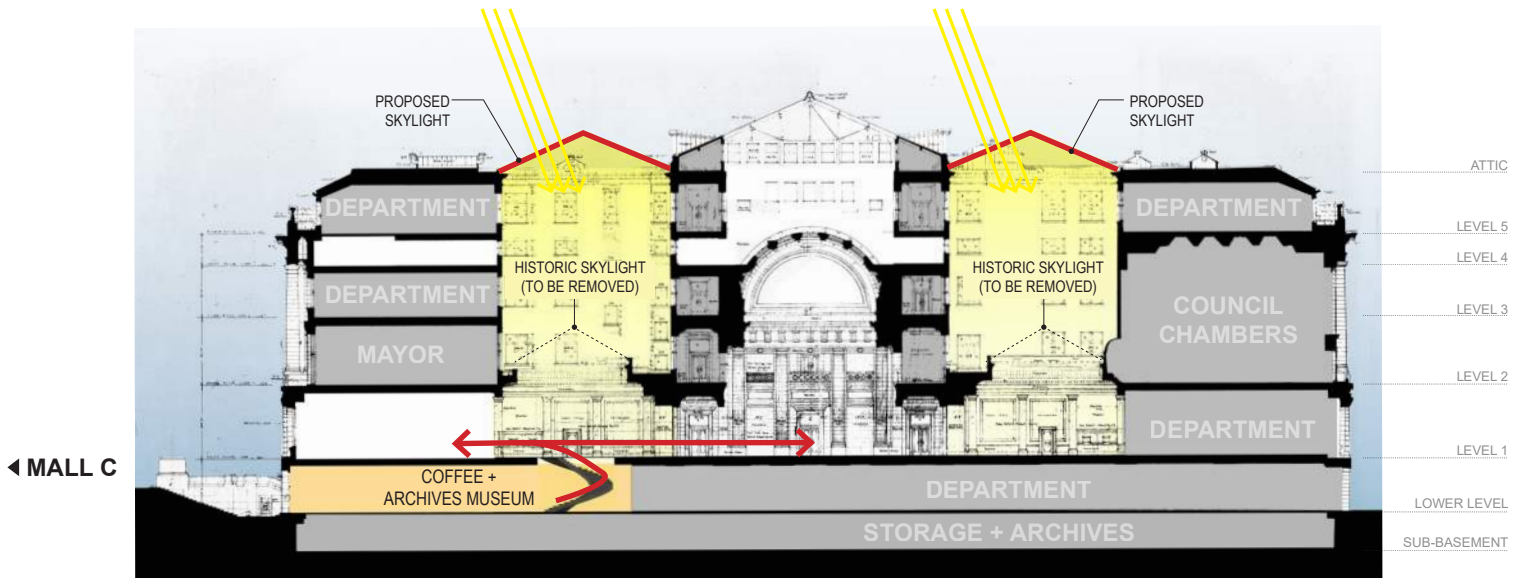 PROPOSED
SKYLIGHT
PROPOSED
SKYLIGHT
ATTIC
DEPARTMENT
DEPARTMENT
LEVEL 5
HISTORIC SKYLIGHT
(TO BE REMOVED)
HISTORIC SKYLIGHT
(TO BE REMOVED)
LEVEL 4
DEPARTMENT
COUNCIL
CHAMBERS
LEVEL 3
MAYOR
LEVEL 2
DEPARTMENT
LEVEL 1
MALL C
COFFEE +
ARCHIVES MUSEUM
DEPARTMENT
LOWER LEVEL
STORAGE + ARCHIVES
SUB-BASEMENT